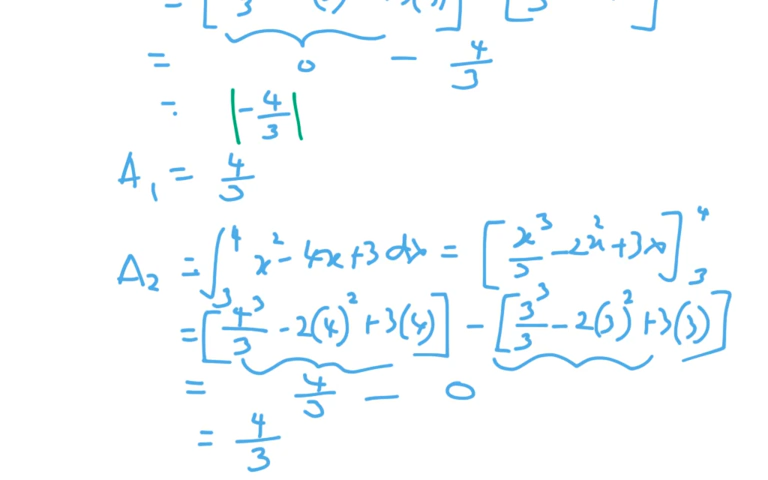 = 0 - 4/3
= |-4/3|
A₁ = 4/3
A₂ = ∫₃⁴ x² - 4x + 3 dx = [x³/3 - 2x² + 3x]₃⁴
= [4³/3 - 2(4)² + 3(4)] - [3³/3 - 2(3)² + 3(3)]
= 4/3 - 0
= 4/3